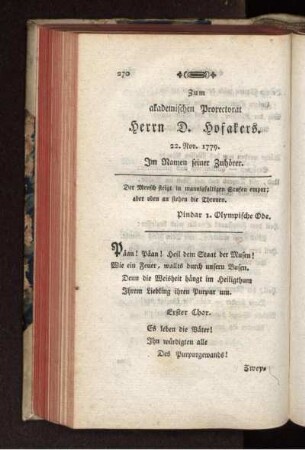 270
Zum
akademischen Prorectorat
Herrn D. Hofakers.
22. Nov. 1779.
Im Namen seiner Zuhörer.
Der Mensch steigt in mannigfaltigen Stufen empor;
aber oben an stehen die Thronen.
Pindar 1. Olympische Ode.
Päan! Päan! Heil dem Staat der Musen!
Wie ein Feuer, wallts durch unsern Busen.
Denn die Weisheit hängt im Heiligthum
Ihrem Liebling ihren Purpur um.
Erster Chor.
Es leben die Väter!
Ihn würdigten alle
Des Purpurgewands!
Zwey-